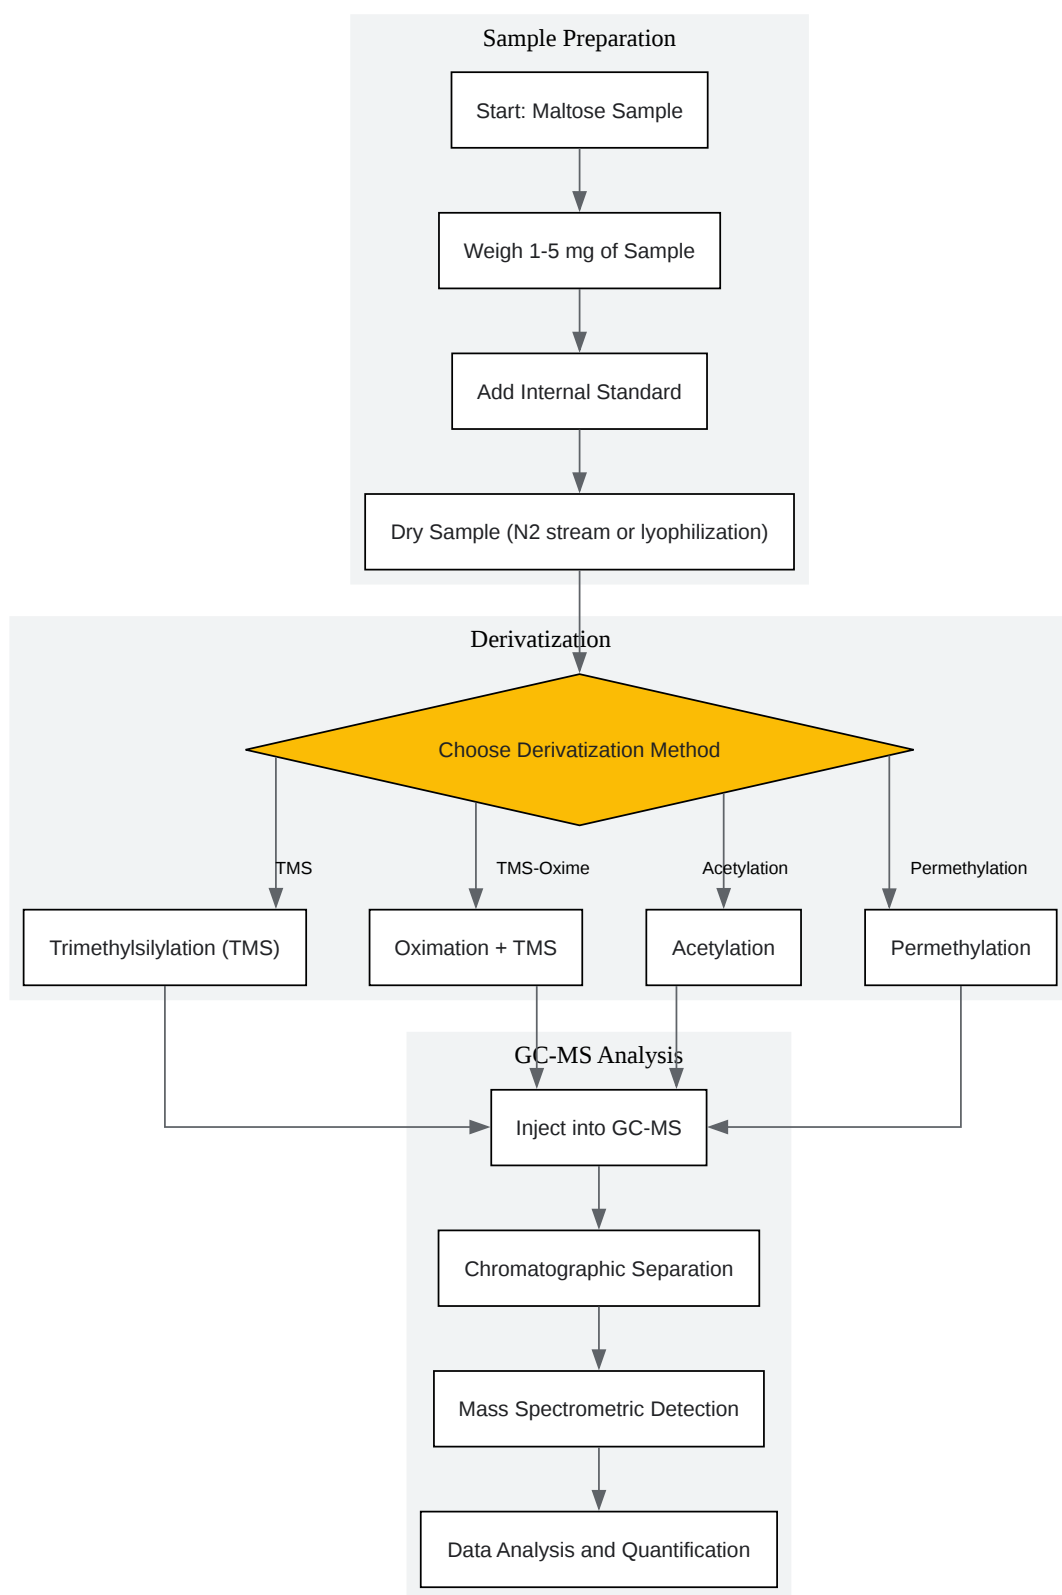 Sample Preparation
Start: Maltose Sample
Weigh 1-5 mg of Sample
Add Internal Standard
Dry Sample (N2 stream or lyophilization)
Derivatization
Choose Derivatization Method
TMS
TMS-Oxime
Acetylation
Permethylation
Trimethylsilylation (TMS)
Oximation + TMS
Acetylation
Permethylation
GC-MS Analysis
Inject into GC-MS
Chromatographic Separation
Mass Spectrometric Detection
Data Analysis and Quantification